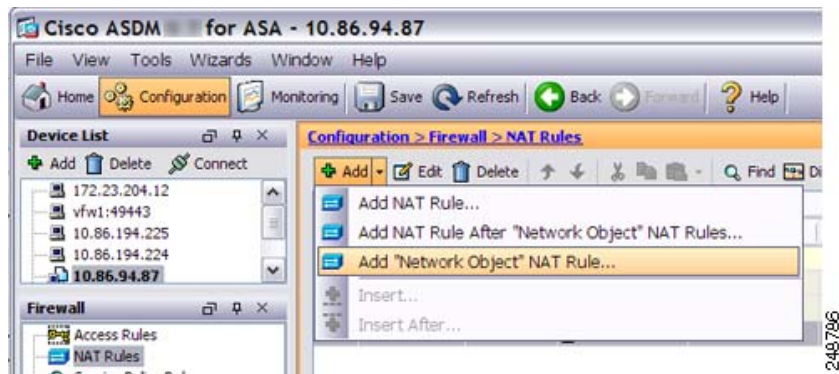 Cisco ASDM for ASA - 10.86.94.87
File View Tools Wizards Window Help
Home Configuration Monitoring Save Refresh Back Forward Help
Device List
Add Delete Connect
172.23.204.12
vfw1:49443
10.86.194.225
10.86.194.224
10.86.94.87
Firewall
Access Rules
NAT Rules
Configuration > Firewall > NAT Rules
Add Edit Delete Find Di
Add NAT Rule...
Add NAT Rule After "Network Object" NAT Rules...
Add "Network Object" NAT Rule...
Insert...
Insert After...
248786